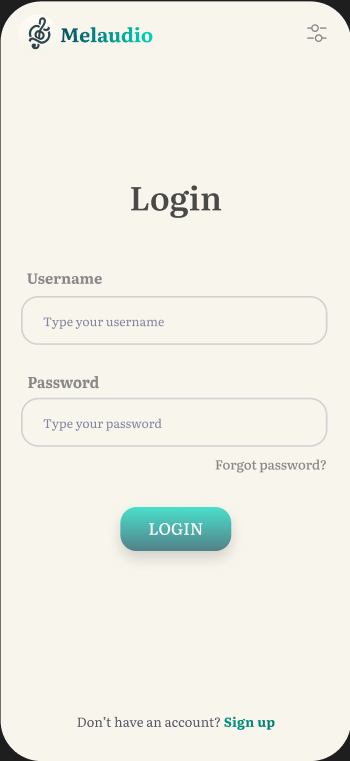 Melaudio
Login
Username
Type your username
Password
Type your password
Forgot password?
LOGIN
Don't have an account? Sign up